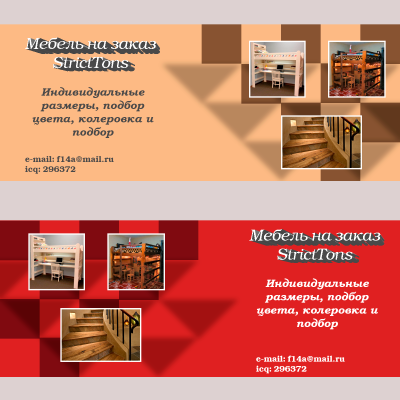 Мебель на заказ
StrictTons
Индивидуальные
размеры, подбор
цвета, колеровка и
подбор
e-mail: f14a@mail.ru
icq: 296372
Мебель на заказ
StrictTons
Индивидуальные
размеры, подбор
цвета, колеровка и
подбор
e-mail: f14a@mail.ru
icq: 296372